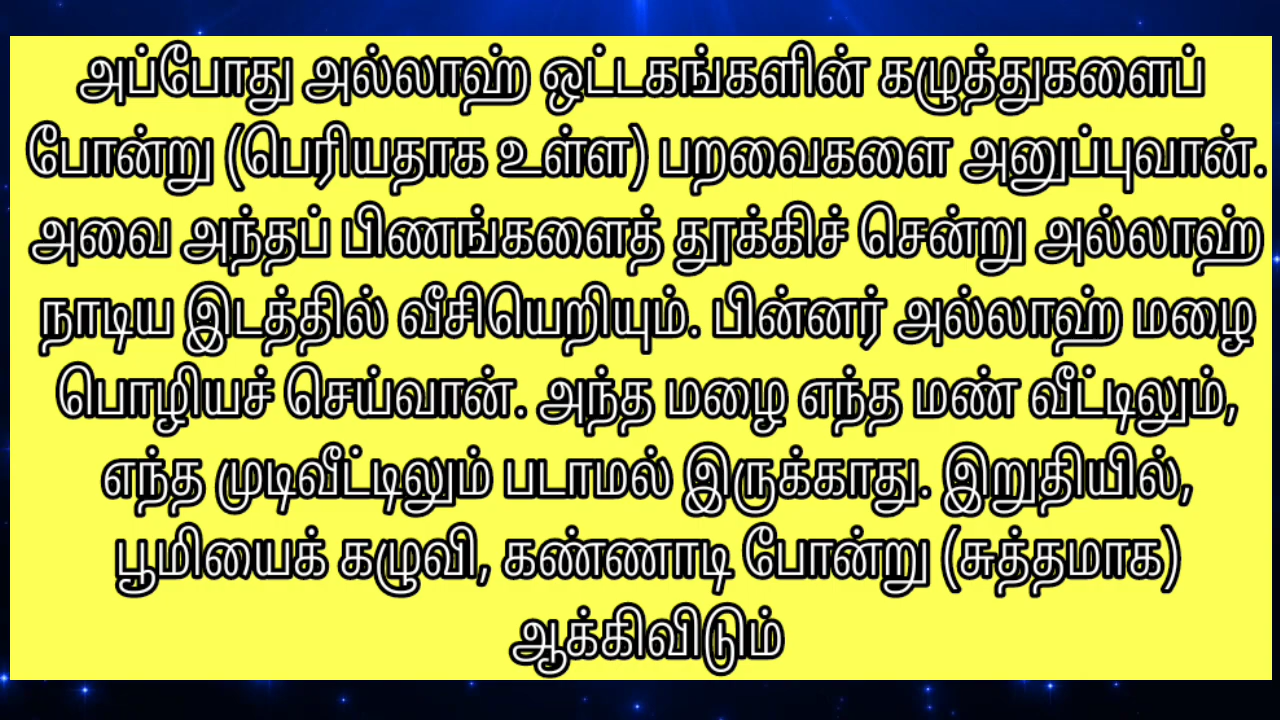 அப்போது அல்லாஹ் ஒட்டகங்களின் கழுத்துகளைப்
போன்று (பெரியதாக உள்ள) பறவைகளை அனுப்புவான்.
அவை அந்தப் பிணங்களைத் தூக்கிச் சென்று அல்லாஹ்
நாடிய இடத்தில் வீசியெறியும். பின்னர் அல்லாஹ் மழை
பொழியச் செய்வான். அந்த மழை எந்த மண் வீட்டிலும்,
எந்த முடிவீட்டிலும் படாமல் இருக்காது. இறுதியில்,
பூமியைக் கழுவி, கண்ணாடி போன்று (சுத்தமாக)
ஆக்கிவிடும்